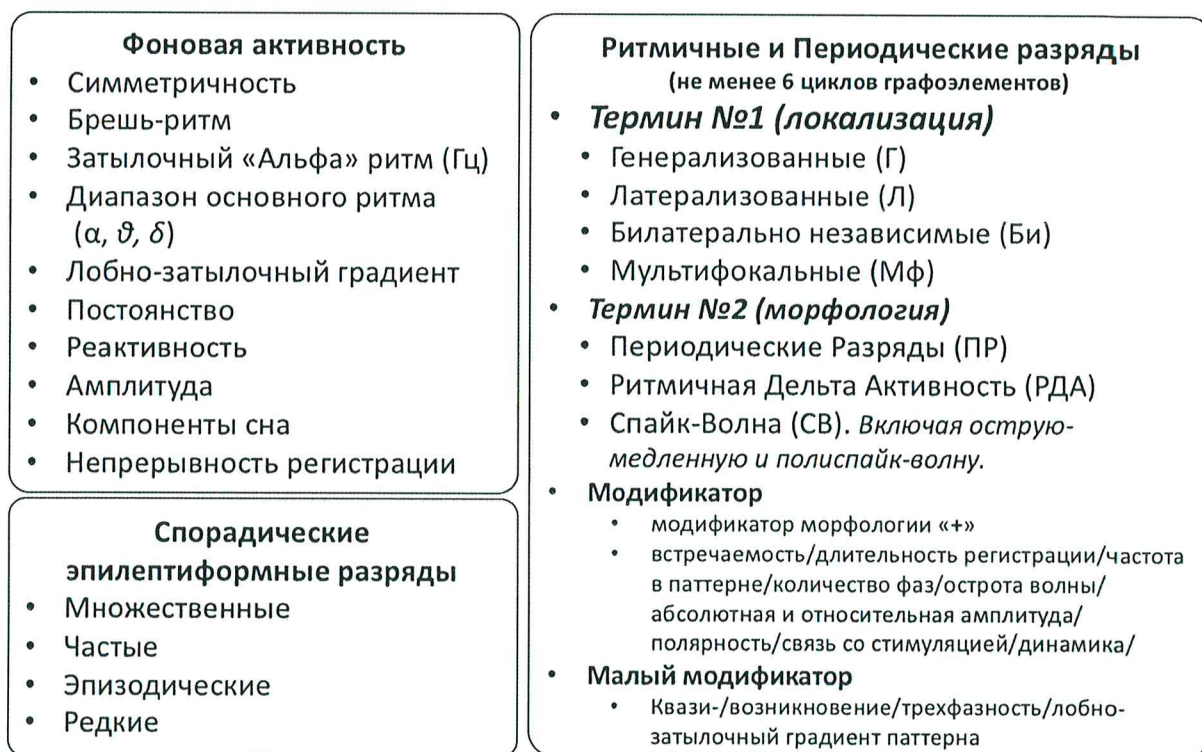 Фоновая активность
• Симметричность
• Брешь-ритм
• Затылочный «Альфа» ритм (Гц)
• Диапазон основного ритма
(α, ϑ, δ)
• Лобно-затылочный градиент
• Постоянство
• Реактивность
• Амплитуда
• Компоненты сна
• Непрерывность регистрации
Спорадические
эпилептиформные разряды
• Множественные
• Частые
• Эпизодические
• Редкие
Ритмичные и Периодические разряды
(не менее 6 циклов графоэлементов)
• Термин №1 (локализация)
• Генерализованные (Г)
• Латерализованные (Л)
• Билатерально независимые (Би)
• Мультифокальные (Мф)
• Термин №2 (морфология)
• Периодические Разряды (ПР)
• Ритмичная Дельта Активность (РДА)
• Спайк-Волна (СВ). Включая острую-
медленную и полиспайк-волну.
• Модификатор
• модификатор морфологии «+»
• встречаемость/длительность регистрации/частота
в паттерне/количество фаз/острота волны/
абсолютная и относительная амплитуда/
полярность/связь со стимуляцией/динамика/
• Малый модификатор
• Квази-/возникновение/трехфазность/лобно-
затылочный градиент паттерна